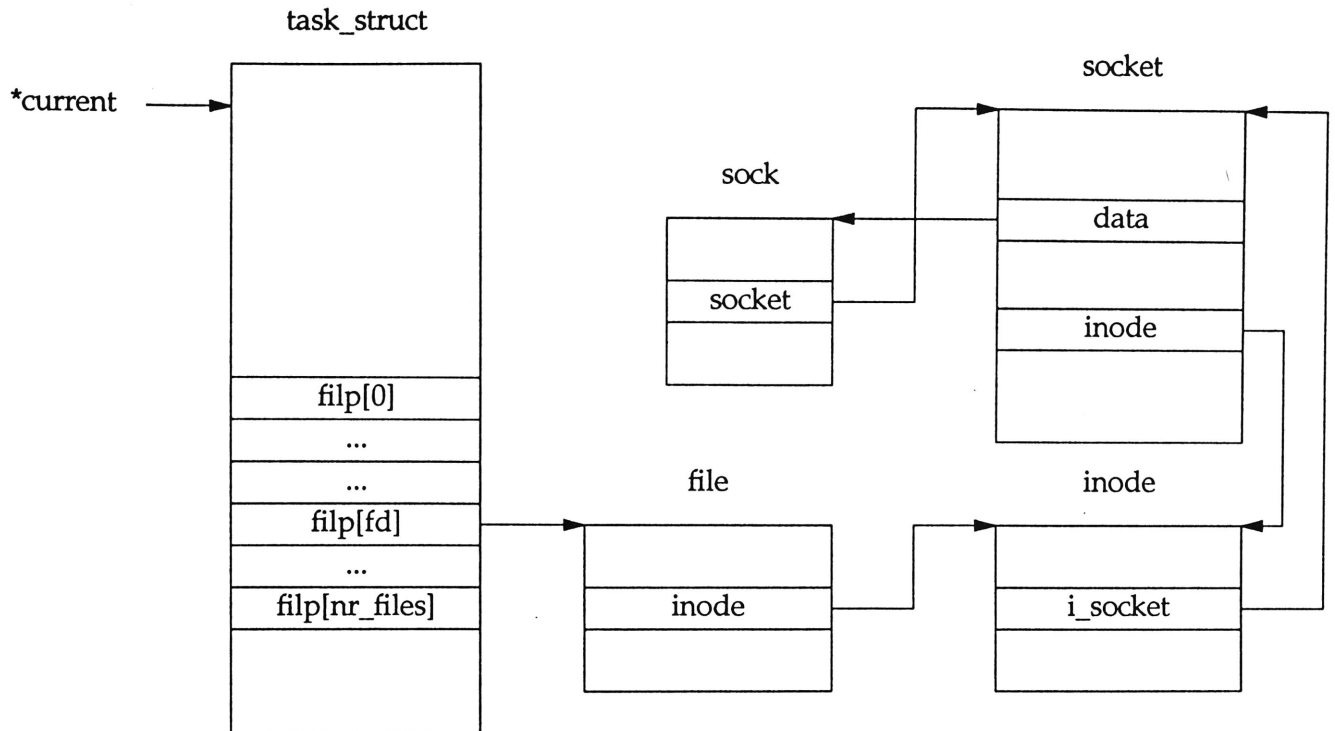 task_struct
*current
filp[0]
...
...
filp[fd]
...
filp[nr_files]
sock
socket
socket
data
inode
file
inode
inode
i_socket